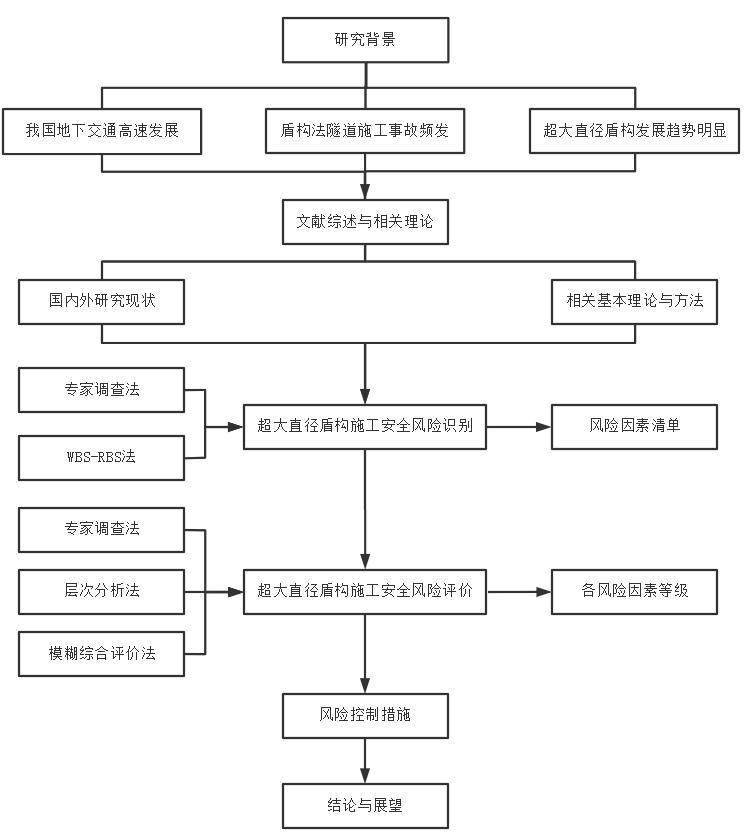 研究背景
我国地下交通高速发展
盾构法隧道施工事故频发
超大直径盾构发展趋势明显
文献综述与相关理论
国内外研究现状
相关基本理论与方法
专家调查法
WBS-RBS法
超大直径盾构施工安全风险识别
风险因素清单
专家调查法
层次分析法
模糊综合评价法
超大直径盾构施工安全风险评价
各风险因素等级
风险控制措施
结论与展望